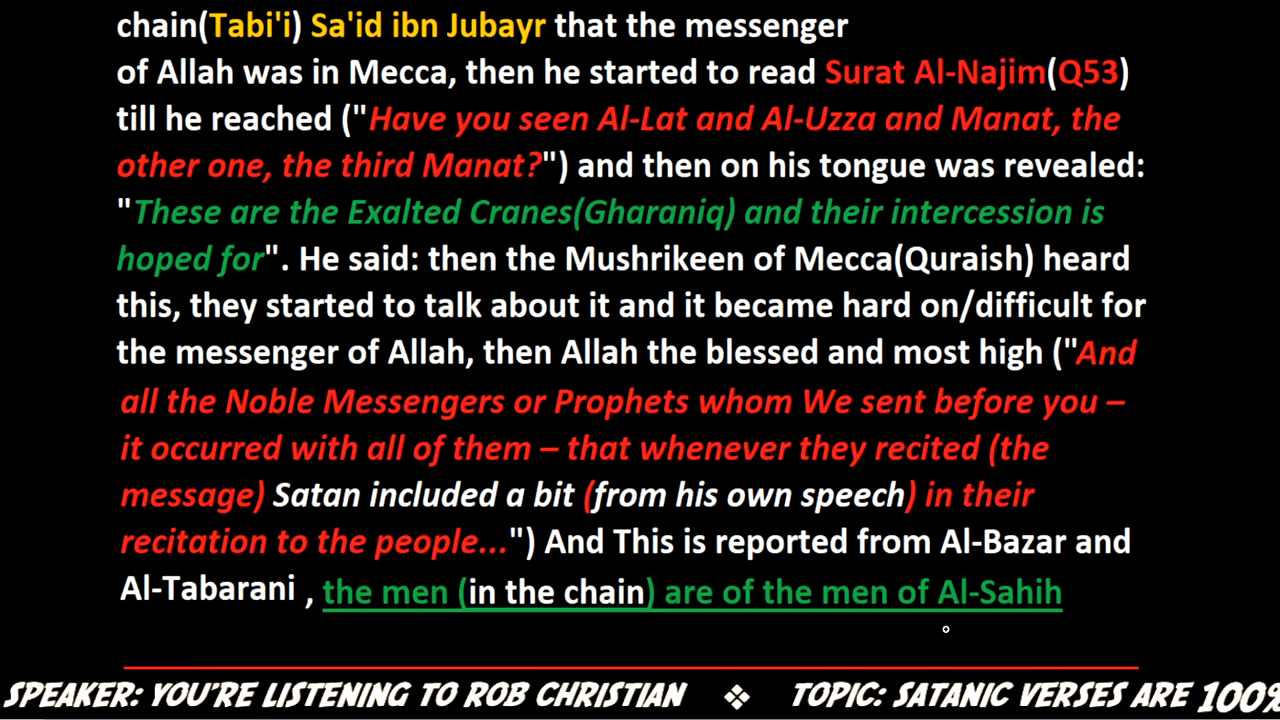 chain(Tabi'i) Sa'id ibn Jubayr that the messenger
of Allah was in Mecca, then he started to read Surat Al-Najim(Q53)
till he reached ("Have you seen Al-Lat and Al-Uzza and Manat, the
other one, the third Manat?") and then on his tongue was revealed:
"These are the Exalted Cranes(Gharaniq) and their intercession is
hoped for". He said: then the Mushrikeen of Mecca(Quraish) heard
this, they started to talk about it and it became hard on/difficult for
the messenger of Allah, then Allah the blessed and most high ("And
all the Noble Messengers or Prophets whom We sent before you –
it occurred with all of them – that whenever they recited (the
message) Satan included a bit (from his own speech) in their
recitation to the people...") And This is reported from Al-Bazar and
Al-Tabarani , the men (in the chain) are of the men of Al-Sahih
SPEAKER: YOU'RE LISTENING TO ROB CHRISTIAN ❖ TOPIC: SATANIC VERSES ARE 100%